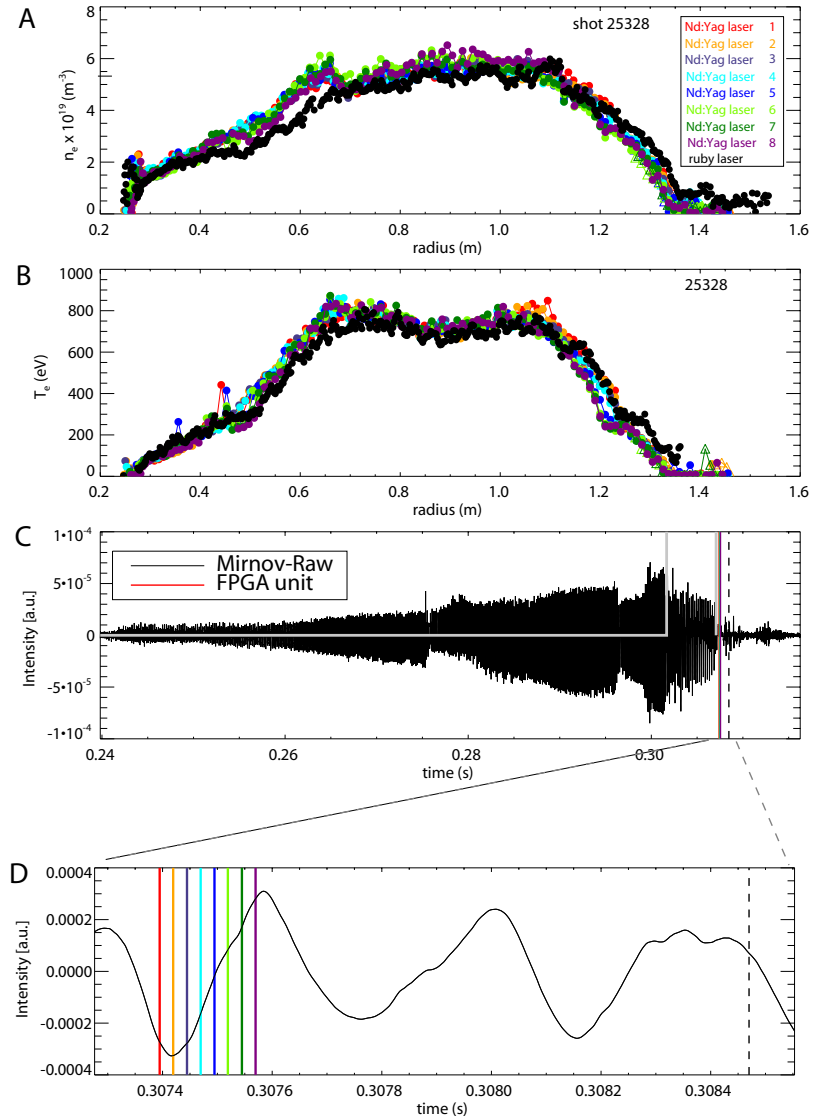 A
shot 25328
Nd:Yag laser 1
Nd:Yag laser 2
Nd:Yag laser 3
Nd:Yag laser 4
Nd:Yag laser 5
Nd:Yag laser 6
Nd:Yag laser 7
Nd:Yag laser 8
ruby laser
8
6
4
2
0
nₑ x 10¹⁹ (m⁻³)
0.2 0.4 0.6 0.8 1.0 1.2 1.4 1.6
radius (m)
B
25328
1000
800
600
400
200
0
Tₑ (eV)
0.2 0.4 0.6 0.8 1.0 1.2 1.4 1.6
radius (m)
C
Mirnov-Raw
FPGA unit
1•10⁻⁴
5•10⁻⁵
0
-5•10⁻⁵
-1•10⁻⁴
Intensity [a.u.]
0.24 0.26 0.28 0.30
time (s)
D
0.0004
0.0002
0.0000
-0.0002
-0.0004
Intensity [a.u.]
0.3074 0.3076 0.3078 0.3080 0.3082 0.3084
time (s)